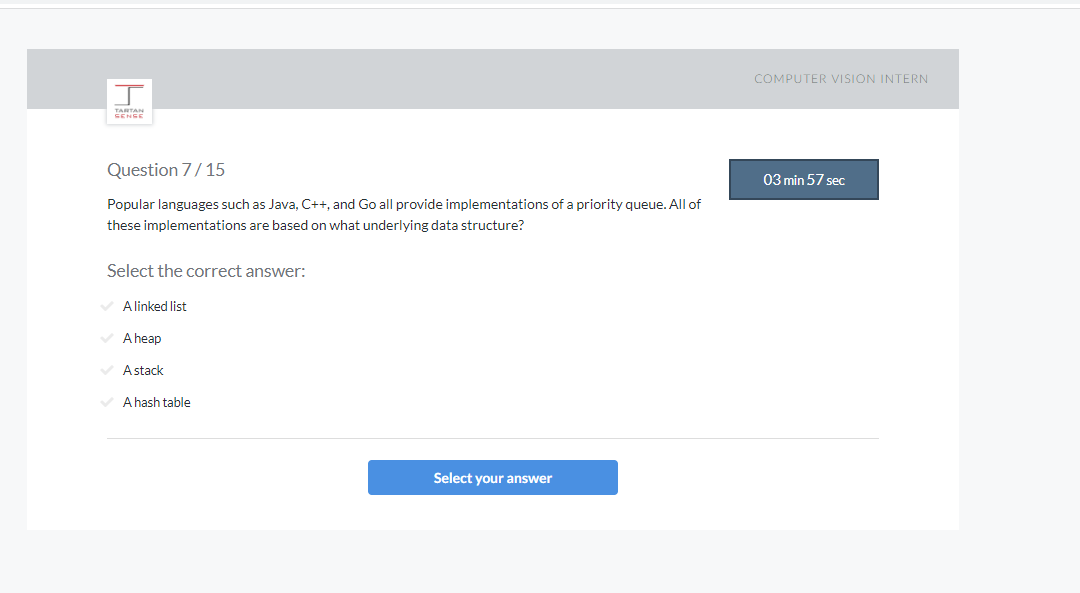 COMPUTER VISION INTERN
TARTAN
SENSE
Question 7 / 15
03 min 57 sec
Popular languages such as Java, C++, and Go all provide implementations of a priority queue. All of
these implementations are based on what underlying data structure?
Select the correct answer:
A linked list
A heap
A stack
A hash table
Select your answer